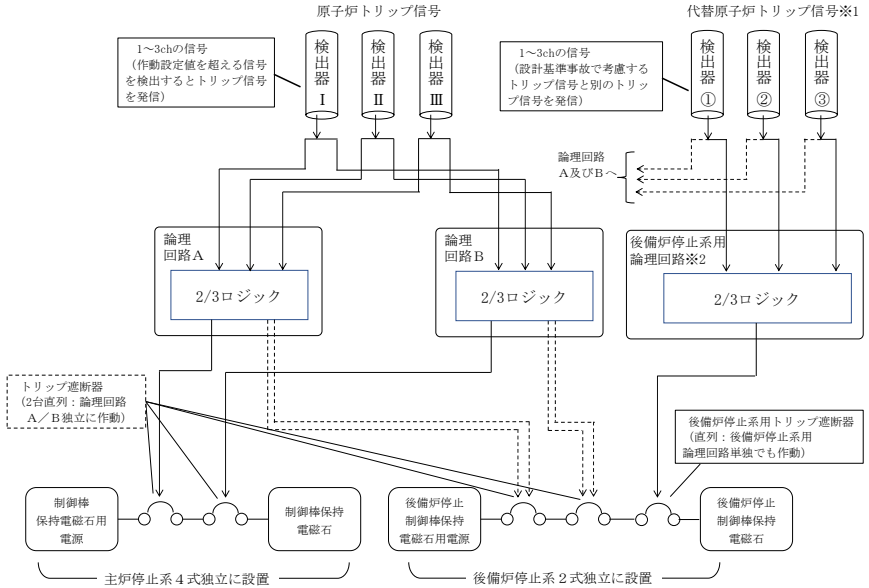 原子炉トリップ信号
代替原子炉トリップ信号※1
1～3chの信号
（作動設定値を超える信号
を検出するとトリップ信号
を発信）
検出器
Ⅰ
検出器
Ⅱ
検出器
Ⅲ
1～3chの信号
（設計基準事故で考慮する
トリップ信号と別のトリッ
プ信号を発信）
検出器
①
検出器
②
検出器
③
論理回路
A及びBへ
論理
回路A
2/3ロジック
論理
回路B
2/3ロジック
後備炉停止系用
論理回路※2
2/3ロジック
トリップ遮断器
（2台直列：論理回路
A／B独立に作動）
後備炉停止系用トリップ遮断器
（直列：後備炉停止系用
論理回路単独でも作動）
制御棒
保持電磁石用
電源
制御棒保持
電磁石
後備炉停止
制御棒保持
電磁石用電源
後備炉停止
制御棒保持
電磁石
主炉停止系４式独立に設置
後備炉停止系２式独立に設置